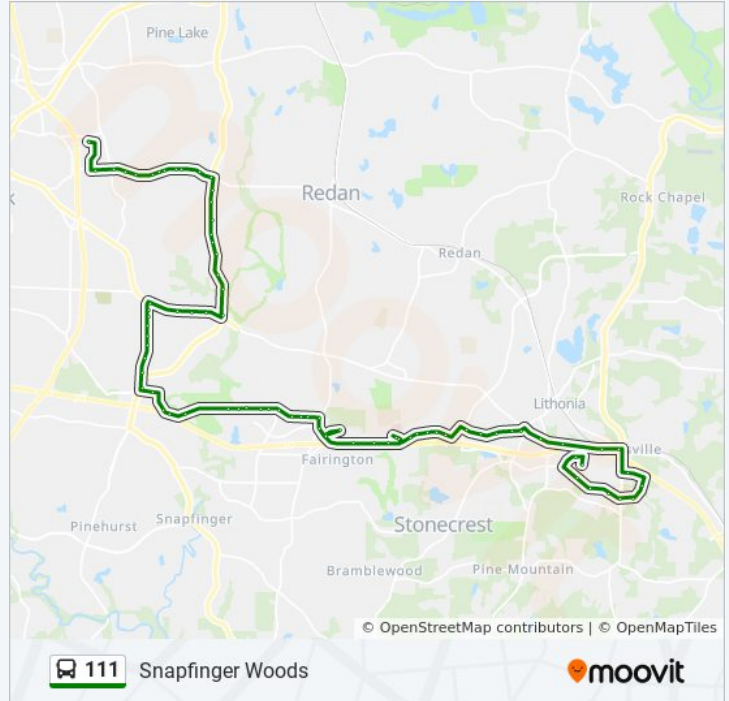 Pine Lake
Redan
Rock Chapel
Redan
Lithonia
ville
Fairington
Snapfinger
Pinehurst
Stonecrest
Bramblewood
Pine Mountain
© OpenStreetMap contributors | © OpenMapTiles
111 Snapfinger Woods
moovit